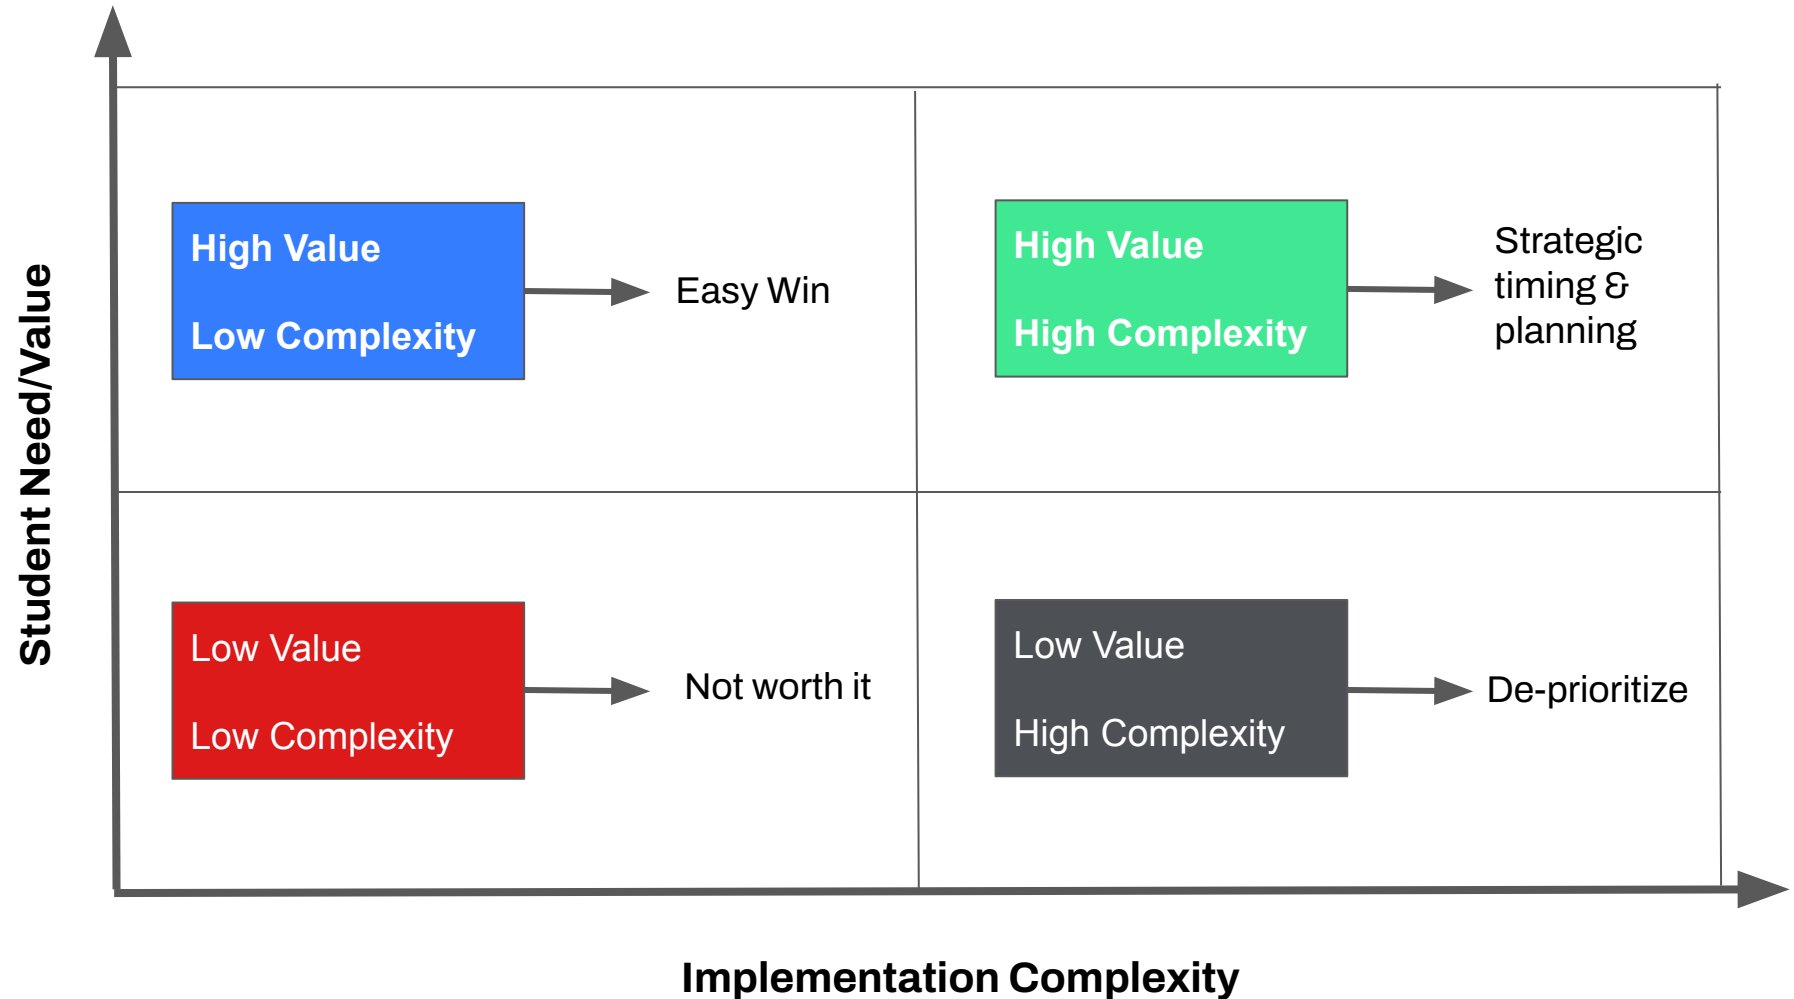 Student Need/Value
High Value
Low Complexity
Easy Win
High Value
High Complexity
Strategic
timing &
planning
Low Value
Low Complexity
Not worth it
Low Value
High Complexity
De-prioritize
Implementation Complexity